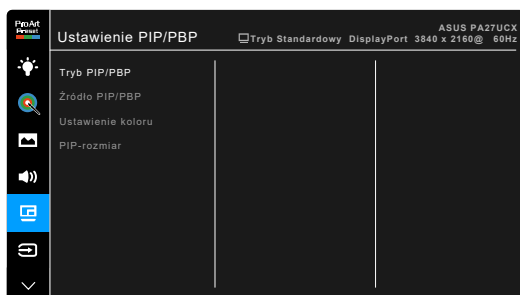 ProArt
Preset
Ustawienie PIP/PBP
ASUS PA27UCX
Tryb Standardowy DisplayPort 3840 x 2160@ 60Hz
Tryb PIP/PBP
Źródło PIP/PBP
Ustawienie koloru
PIP-rozmiar